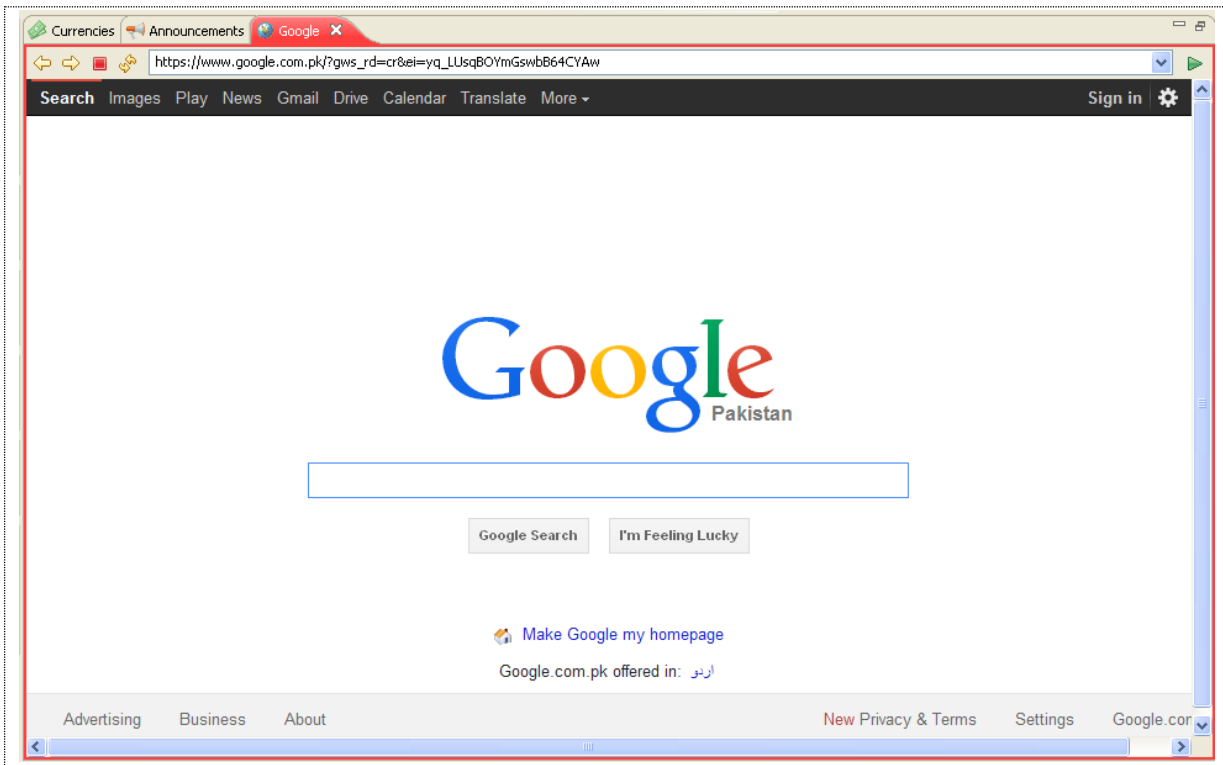 Currencies Announcements Google
https://www.google.com.pk/?gws_rd=cr&ei=yq_LUsqBOYmGswbB64CYAw
Search Images Play News Gmail Drive Calendar Translate More Sign in
Google
Pakistan
Google Search I'm Feeling Lucky
Make Google my homepage
Google.com.pk offered in: اردو
Advertising Business About New Privacy & Terms Settings Google.com